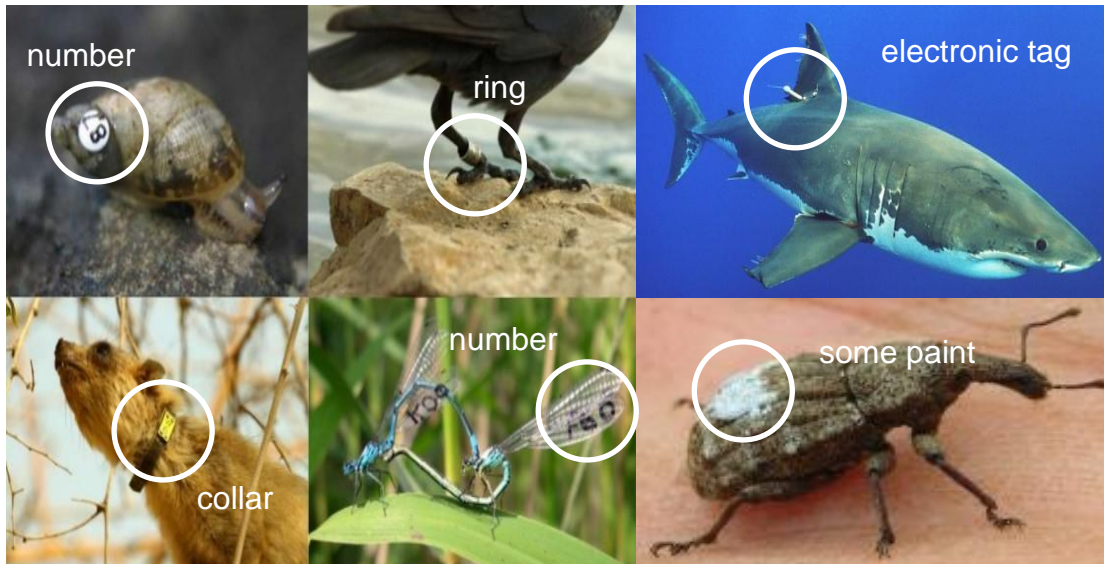 number
ring
electronic tag
collar
number
some paint